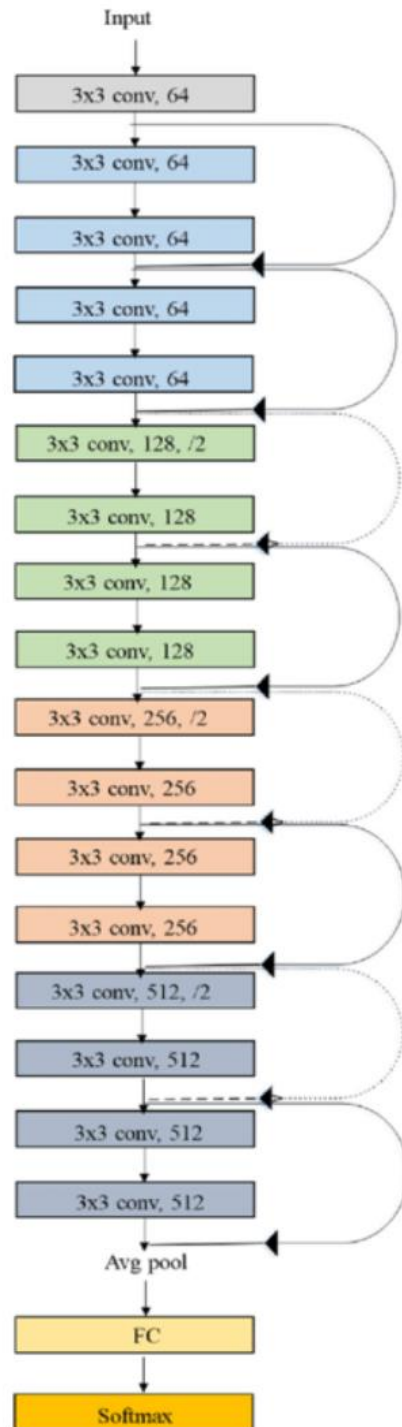 Input
3x3 conv, 64
3x3 conv, 64
3x3 conv, 64
3x3 conv, 64
3x3 conv, 64
3x3 conv, 128, /2
3x3 conv, 128
3x3 conv, 128
3x3 conv, 128
3x3 conv, 256, /2
3x3 conv, 256
3x3 conv, 256
3x3 conv, 256
3x3 conv, 512, /2
3x3 conv, 512
3x3 conv, 512
3x3 conv, 512
Avg pool
FC
Softmax